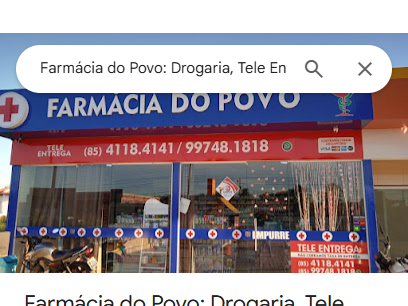 Farmácia do Povo: Drogaria, Tele En
FARMÁCIA DO POVO
TELE
ENTREGA
(85) 4118.4141 / 99748.1818
IMPURRE
TELE ENTREGA
(85) 4118.4141
(85) 99748.1818
Farmácia do Povo: Drogaria, Tele